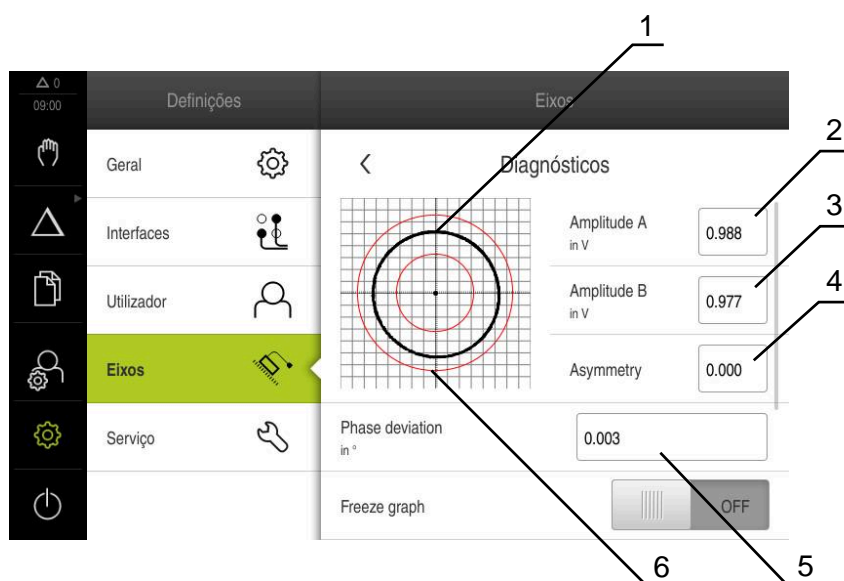 1
△ 0
09:00
Definições
Eixos
2
Geral
Diagnósticos
Interfaces
Amplitude A
in V
0.988
3
Utilizador
Amplitude B
in V
0.977
4
Eixos
Asymmetry
0.000
Serviço
Phase deviation
in °
0.003
Freeze graph
OFF
6
5